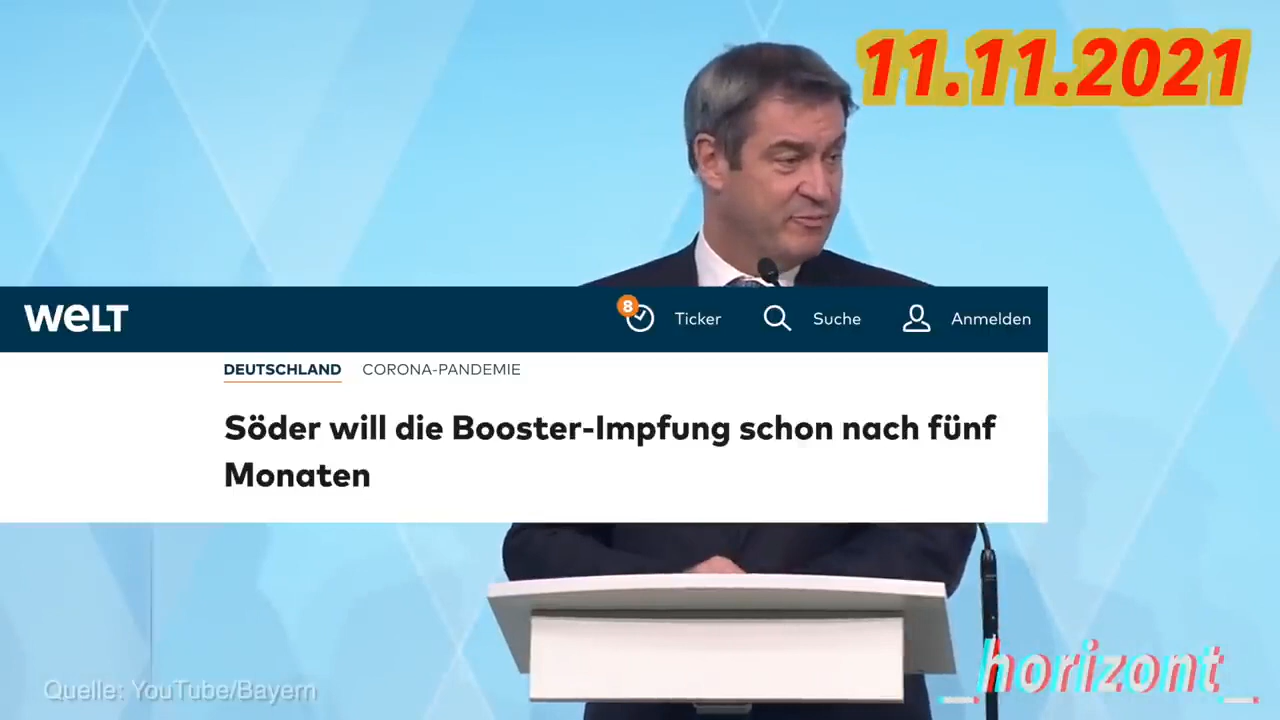 11.11.2021
WELT
8
Ticker
Suche
Anmelden
DEUTSCHLAND CORONA-PANDEMIE
Söder will die Booster-Impfung schon nach fünf
Monaten
Quelle: YouTube/Bayern
_horizont_